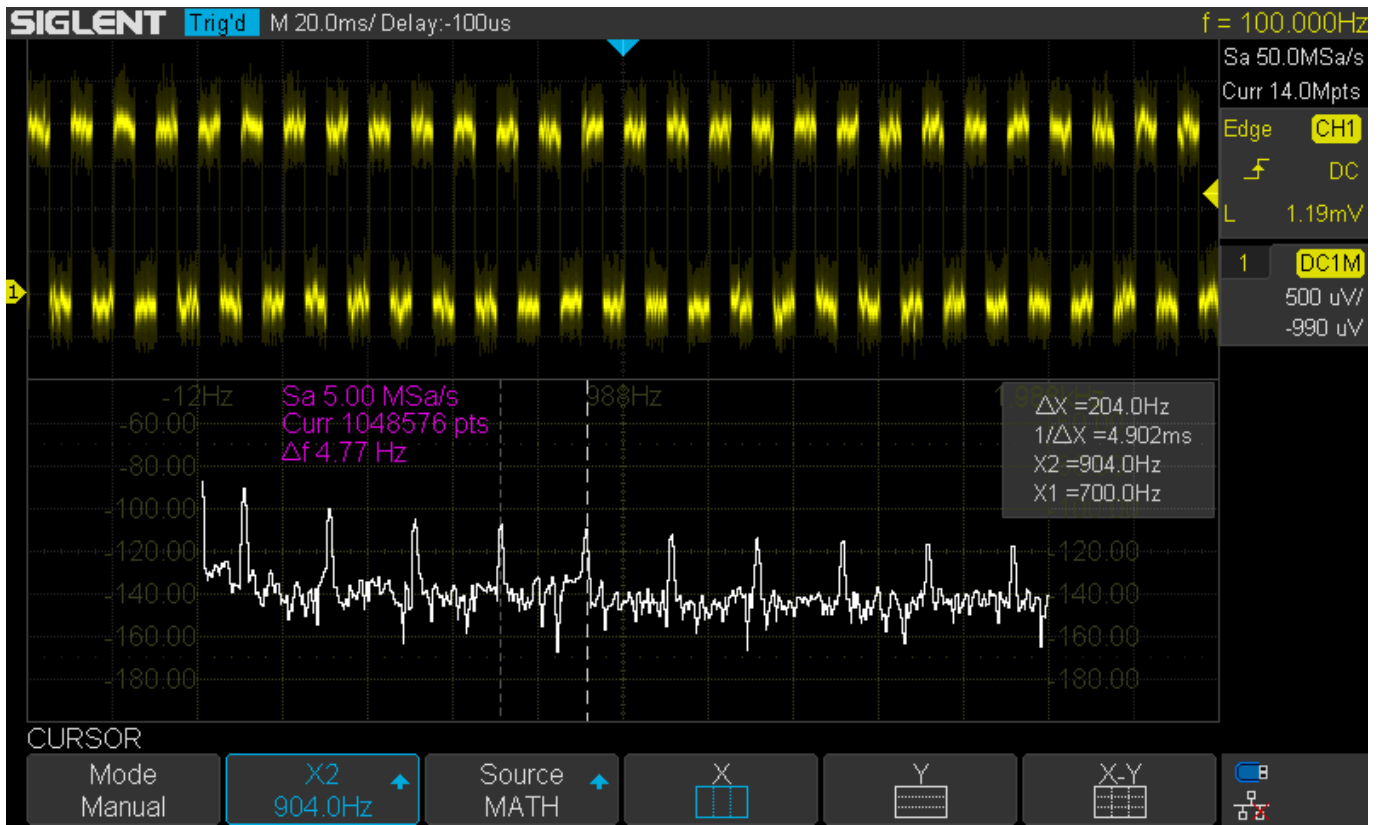 SIGLENT Trig'd M 20.0ms/ Delay:-100us f = 100.000Hz
Sa 50.0MSa/s
Curr 14.0Mpts
Edge CH1
DC
L 1.19mV
1 DC1M
500 uV/
-990 uV
1
-12Hz 988Hz
Sa 5.00 MSa/s
Curr 1048576 pts
Δf 4.77 Hz
ΔX =204.0Hz
1/ΔX =4.902ms
X2 =904.0Hz
X1 =700.0Hz
-60.00
-80.00
-100.00
-120.00 -120.00
-140.00 -140.00
-160.00 -160.00
-180.00 -180.00
CURSOR
Mode X2 Source X Y X-Y
Manual 904.0Hz MATH